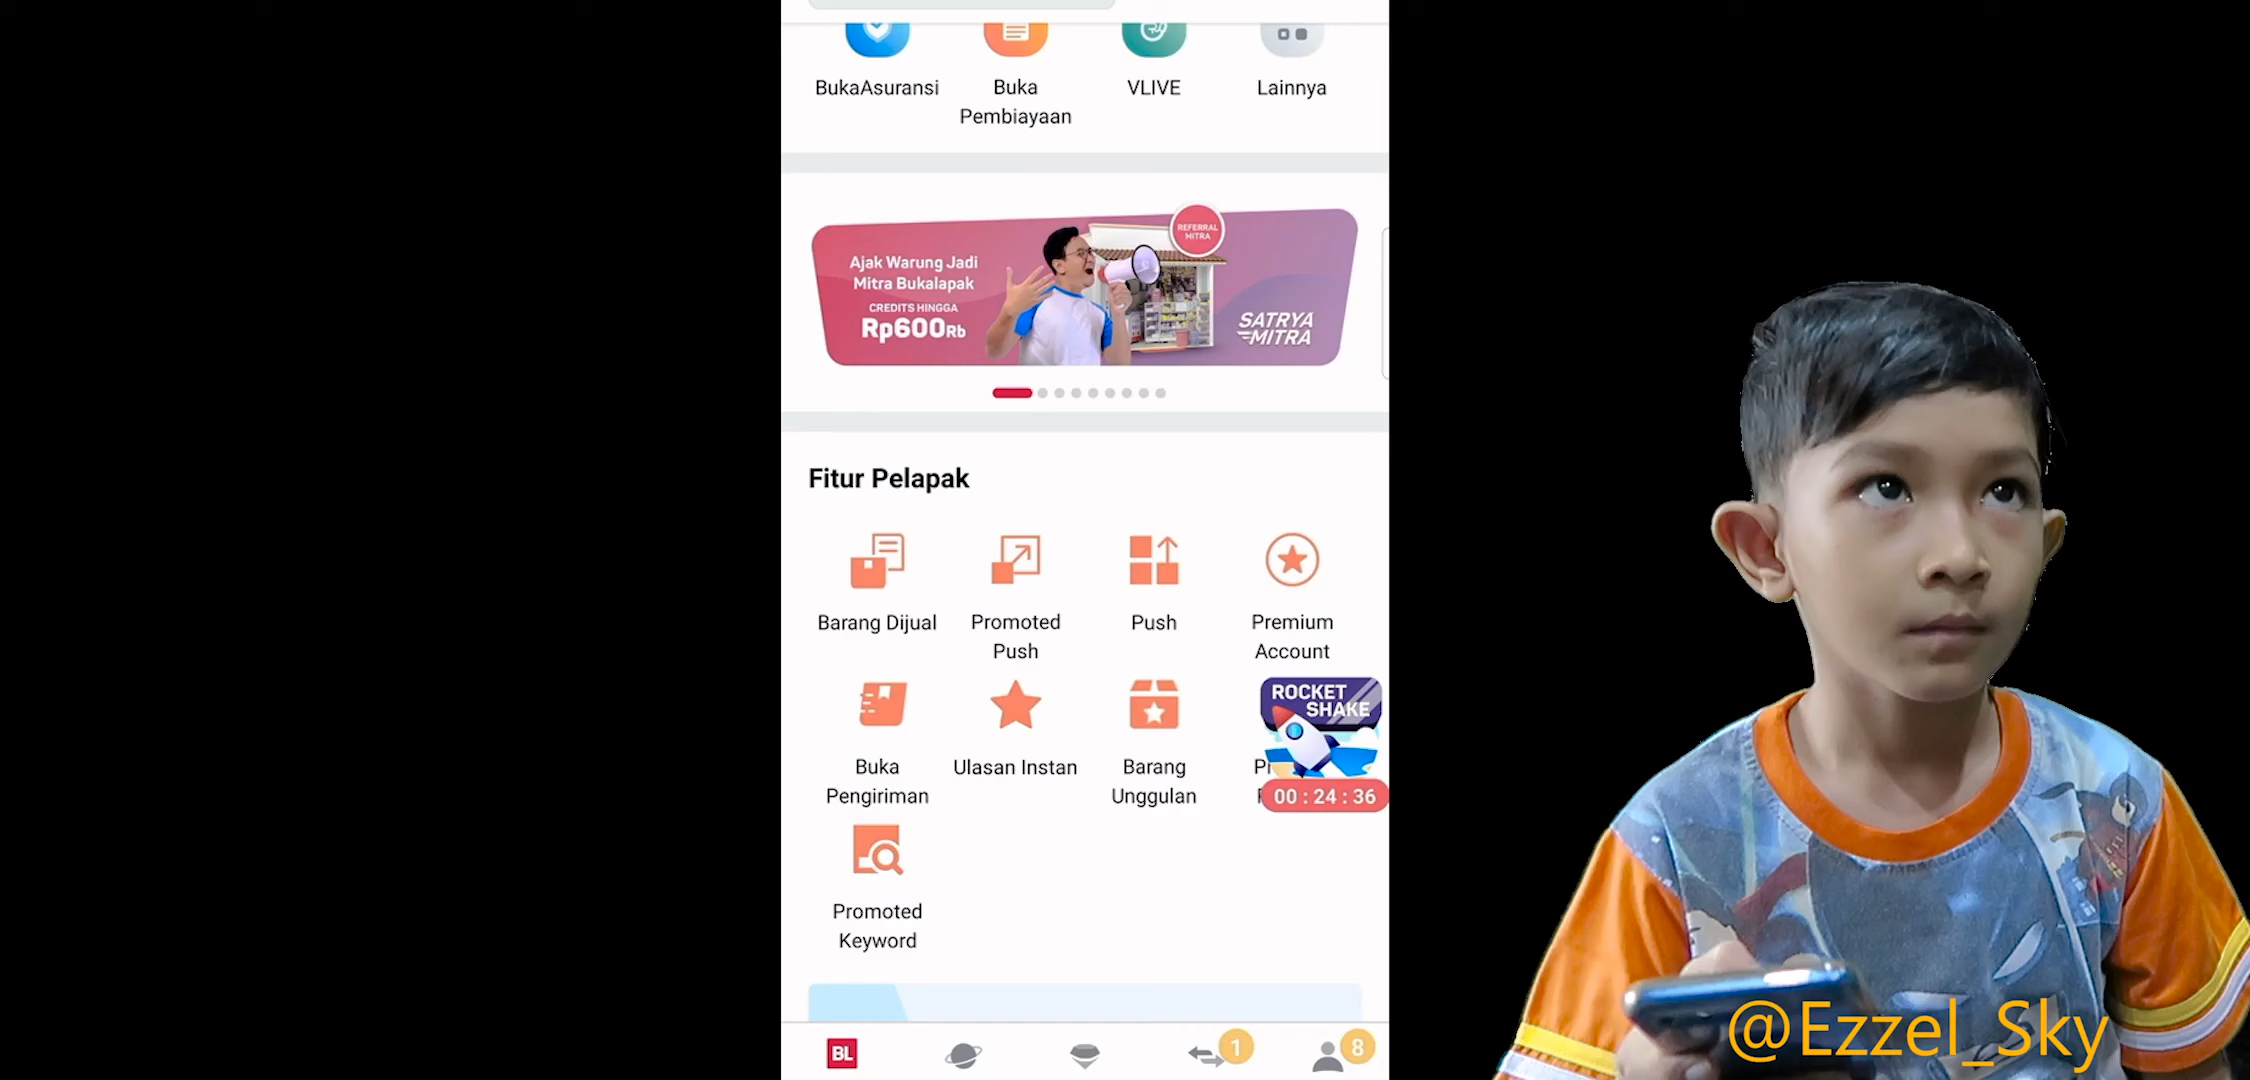 BukaAsuransi
Buka
Pembiayaan
VLIVE
Lainnya
REFERRAL
MITRA
Ajak Warung Jadi
Mitra Bukalapak
CREDITS HINGGA
Rp600Rb
SATRYA
MITRA
Fitur Pelapak
Barang Dijual
Promoted
Push
Push
Premium
Account
Buka
Pengiriman
Ulasan Instan
Barang
Unggulan
ROCKET
SHAKE
00 : 24 : 36
Promoted
Keyword
BL
1
8
@Ezzel_Sky